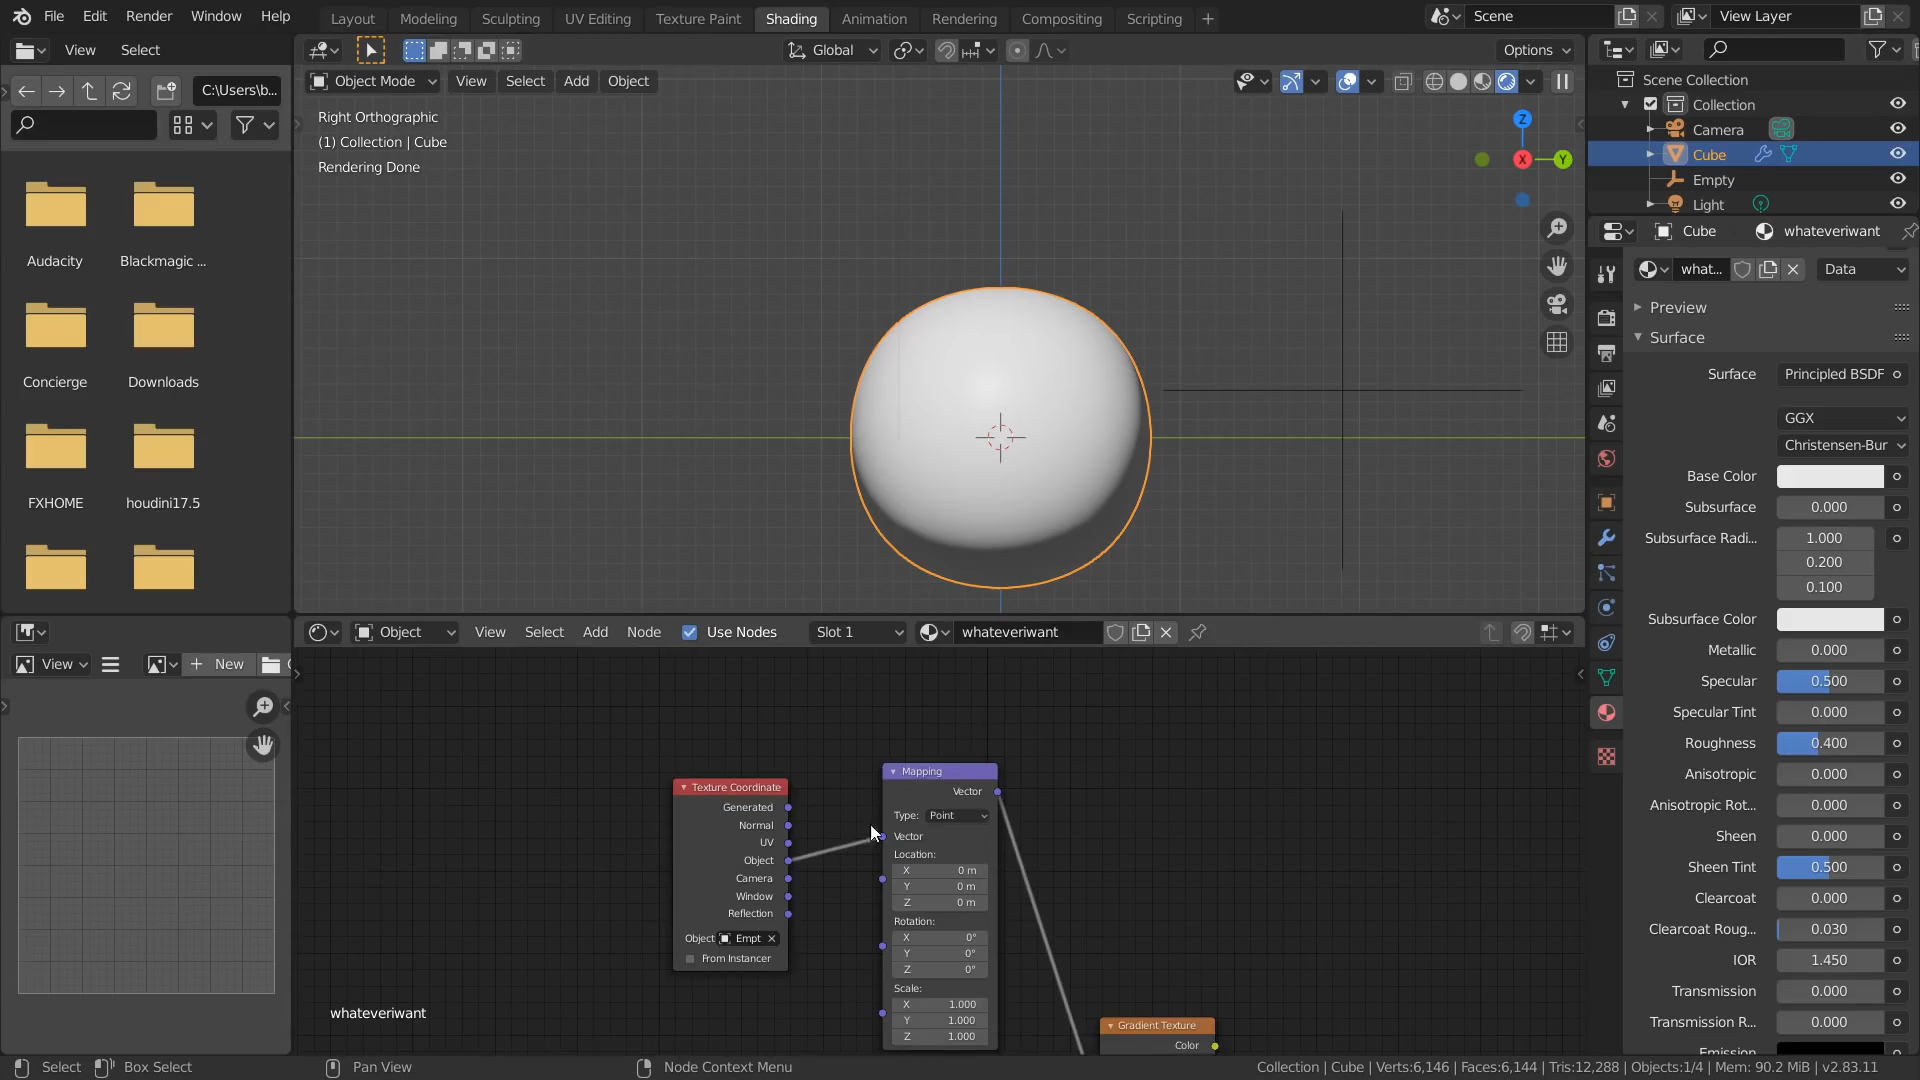 File Edit Render Window Help
Layout Modeling Sculpting UV Editing Texture Paint Shading Animation Rendering Compositing Scripting +
Scene
View Layer
View Select
Global
Options
C:\Users\b...
Object Mode View Select Add Object
Right Orthographic
(1) Collection | Cube
Rendering Done
Z
X
Y
Audacity
Blackmagic ...
Concierge
Downloads
FXHOME
houdini17.5
Scene Collection
Collection
Camera
Cube
Empty
Light
Cube whateveriwant
what... Data
Preview
Surface
Surface Principled BSDF
GGX
Christensen-Bur
Base Color
Subsurface 0.000
Subsurface Radi... 1.000
0.200
0.100
Subsurface Color
Metallic 0.000
Specular 0.500
Specular Tint 0.000
Roughness 0.400
Anisotropic 0.000
Anisotropic Rot... 0.000
Sheen 0.000
Sheen Tint 0.500
Clearcoat 0.000
Clearcoat Roug... 0.030
IOR 1.450
Transmission 0.000
Transmission R... 0.000
Emission
Object View Select Add Node Use Nodes Slot 1 whateveriwant
View + New
Texture Coordinate
Generated
Normal
UV
Object
Camera
Window
Reflection
Object Empt
From Instancer
Mapping
Vector
Type: Point
Vector
Location:
X 0 m
Y 0 m
Z 0 m
Rotation:
X 0°
Y 0°
Z 0°
Scale:
X 1.000
Y 1.000
Z 1.000
Gradient Texture
Color
whateveriwant
Select Box Select Pan View Node Context Menu
Collection | Cube | Verts:6,146 | Faces:6,144 | Tris:12,288 | Objects:1/4 | Mem: 90.2 MiB | v2.83.11